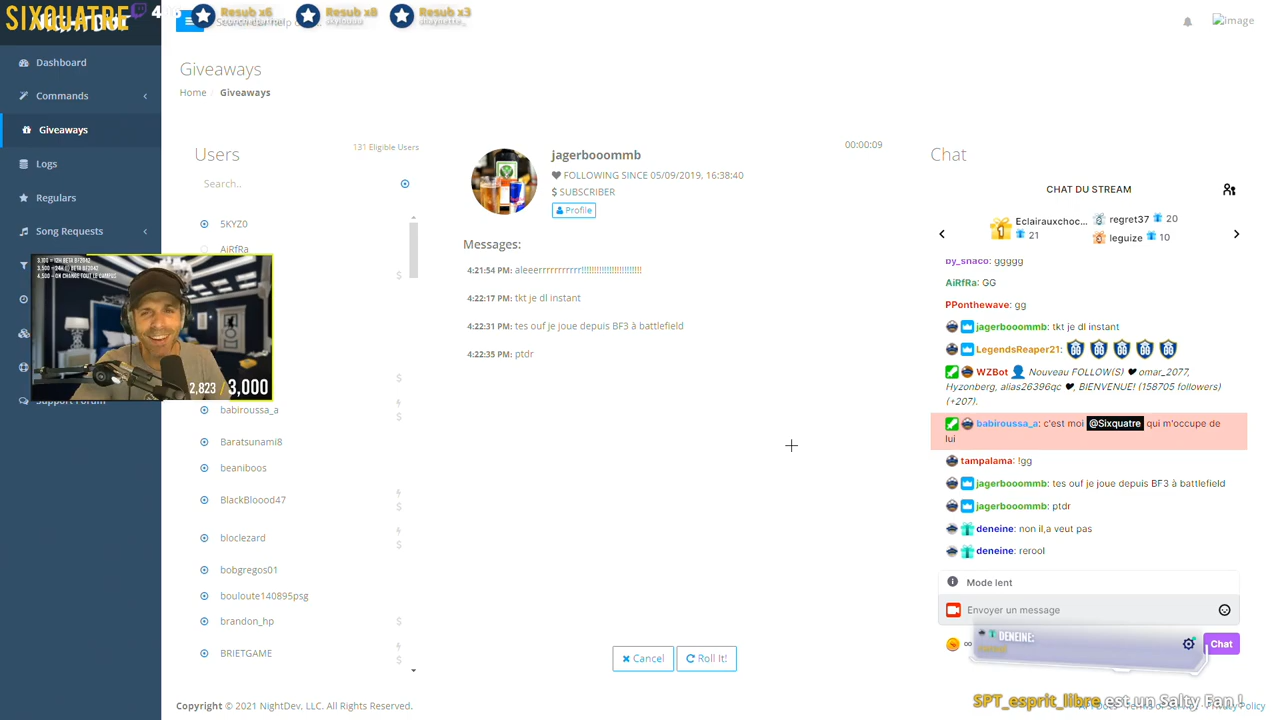 SIXQUATRE
Resub x6
Resub x8
Resub x3
Image
Dashboard
Commands
Giveaways
Logs
Regulars
Song Requests
Support Forum
Giveaways
Home / Giveaways
Users
131 Eligible Users
Search..
5KYZ0
AiRfRa
babiroussa_a
Baratsunami8
beaniboos
BlackBloood47
bloclezard
bobgregos01
bouloute140895psg
brandon_hp
BRIETGAME
2,823 / 3,000
jagerbooommb
FOLLOWING SINCE 05/09/2019, 16:38:40
$ SUBSCRIBER
Profile
00:00:09
Messages:
4:21:54 PM: aleeerrrrrrrrrrr!!!!!!!!!!!!!!!!!!!!!!!
4:22:17 PM: tkt je dl instant
4:22:31 PM: tes ouf je joue depuis BF3 à battlefield
4:22:35 PM: ptdr
Cancel
Roll It!
Chat
CHAT DU STREAM
Eclairauxchoc...
21
regret37 20
leguize 10
by_snaco: ggggg
AiRfRa: GG
PPonthewave: gg
jagerbooommb: tkt je dl instant
LegendsReaper21:
WZBot Nouveau FOLLOW(S) ❤ omar_2077,
Hyzonberg, alias26396qc ❤, BIENVENUE! (158705 followers)
(+207).
babiroussa_a: c'est moi @Sixquatre qui m'occupe de
lui
tampalama: !gg
jagerbooommb: tes ouf je joue depuis BF3 à battlefield
jagerbooommb: ptdr
deneine: non il,a veut pas
deneine: rerool
Mode lent
Envoyer un message
∞
DENEINE:
Chat
SPT_esprit_libre est un Salty Fan !
Copyright © 2021 NightDev, LLC. All Rights Reserved.
Privacy Policy